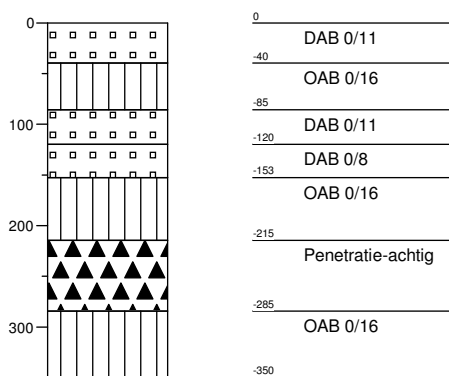 0
100
200
300
0
DAB 0/11
-40
OAB 0/16
-85
DAB 0/11
-120
DAB 0/8
-153
OAB 0/16
-215
Penetratie-achtig
-285
OAB 0/16
-350